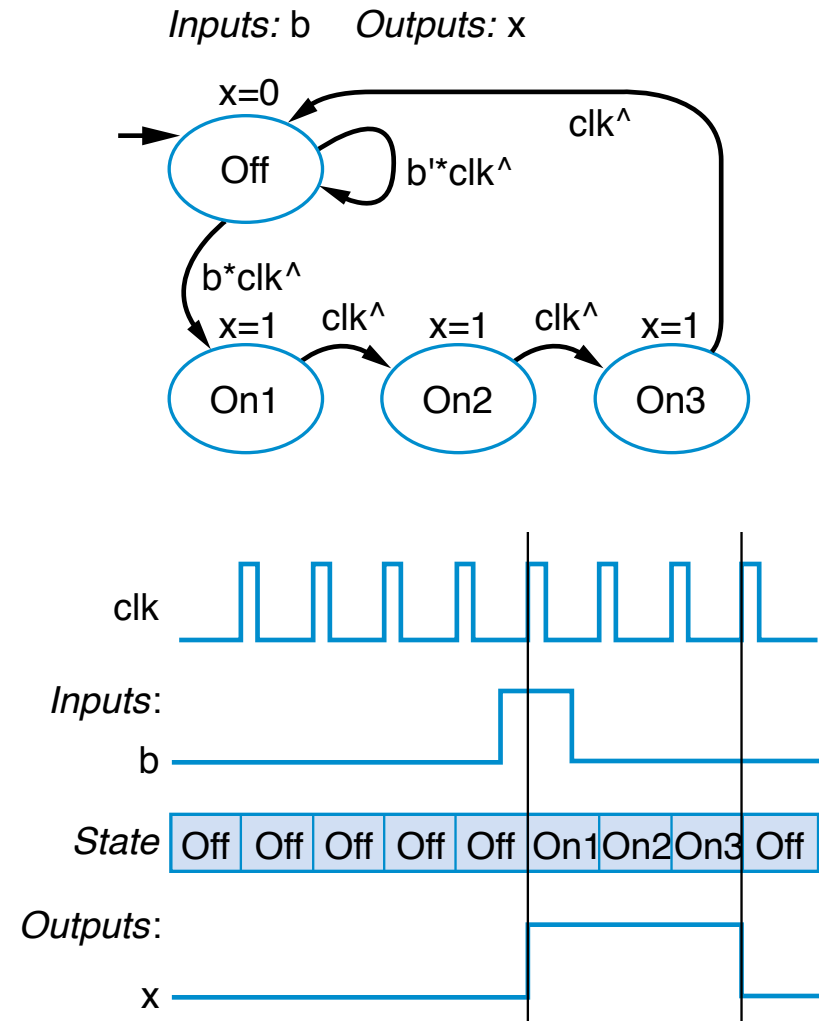 Inputs: b Outputs: x
x=0
clk^
Off
b'*clk^
b*clk^
x=1 clk^ x=1 clk^ x=1
On1 On2 On3
clk
Inputs:
b
State Off Off Off Off Off On1 On2 On3 Off
Outputs:
x